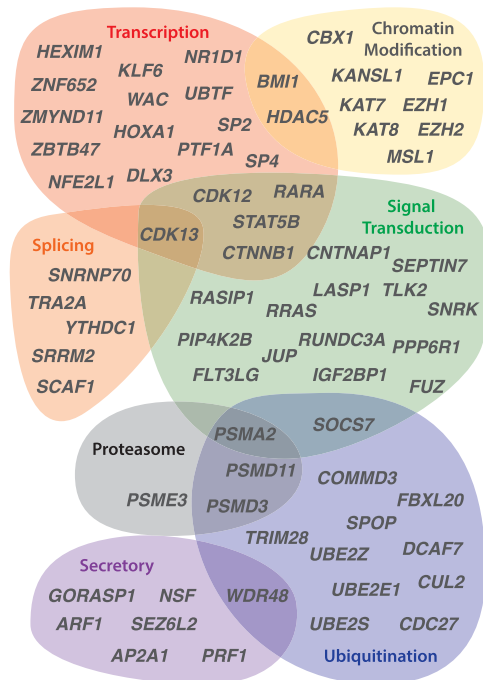 Transcription
HEXIM1
NR1D1
KLF6
ZNF652
WAC
UBTF
ZMYND11
HOXA1
SP2
ZBTB47
PTF1A
NFE2L1
DLX3
SP4
BMI1
HDAC5
CBX1
Chromatin
Modification
KANSL1
EPC1
KAT7
EZH1
KAT8
EZH2
MSL1
CDK12
RARA
STAT5B
CDK13
CTNNB1
Signal
Transduction
CNTNAP1
SEPTIN7
RASIP1
LASP1
TLK2
RRAS
SNRK
PIP4K2B
RUNDC3A
PPP6R1
JUP
FLT3LG
IGF2BP1
FUZ
Splicing
SNRNP70
TRA2A
YTHDC1
SRRM2
SCAF1
Proteasome
PSMA2
SOCS7
PSMD11
PSME3
PSMD3
COMMD3
FBXL20
SPOP
TRIM28
UBE2Z
DCAF7
UBE2E1
CUL2
UBE2S
CDC27
Ubiquitination
Secretory
GORASP1
NSF
WDR48
ARF1
SEZ6L2
AP2A1
PRF1